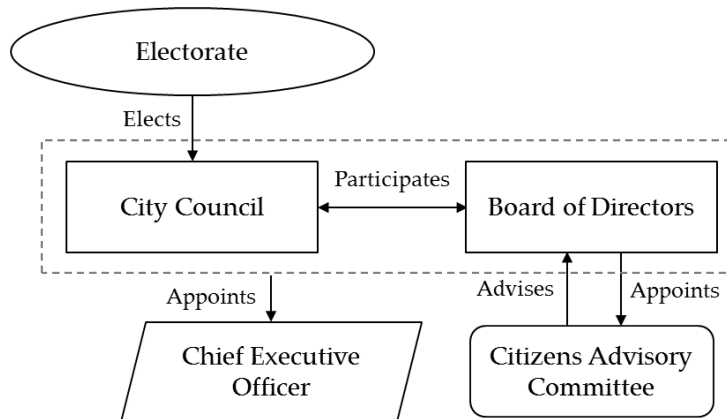 Electorate
Elects
City Council
Participates
Board of Directors
Appoints
Advises
Appoints
Chief Executive
Officer
Citizens Advisory
Committee